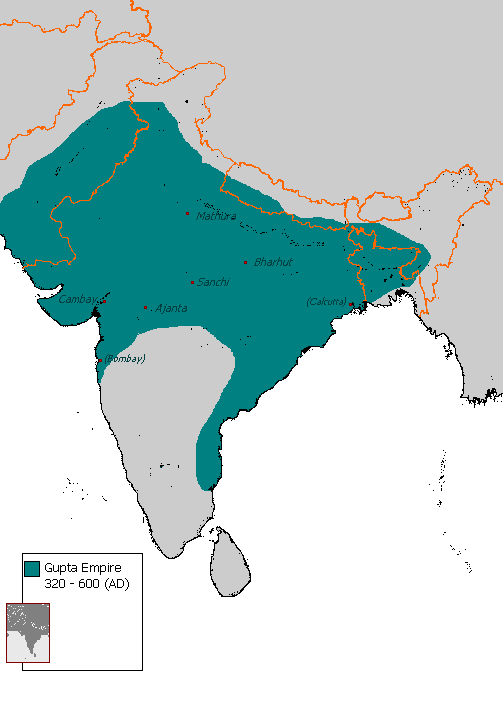 Mathura
Bharhut
Sanchi
Cambay
Ajanta
(Calcutta)
(Bombay)
Gupta Empire
320 - 600 (AD)